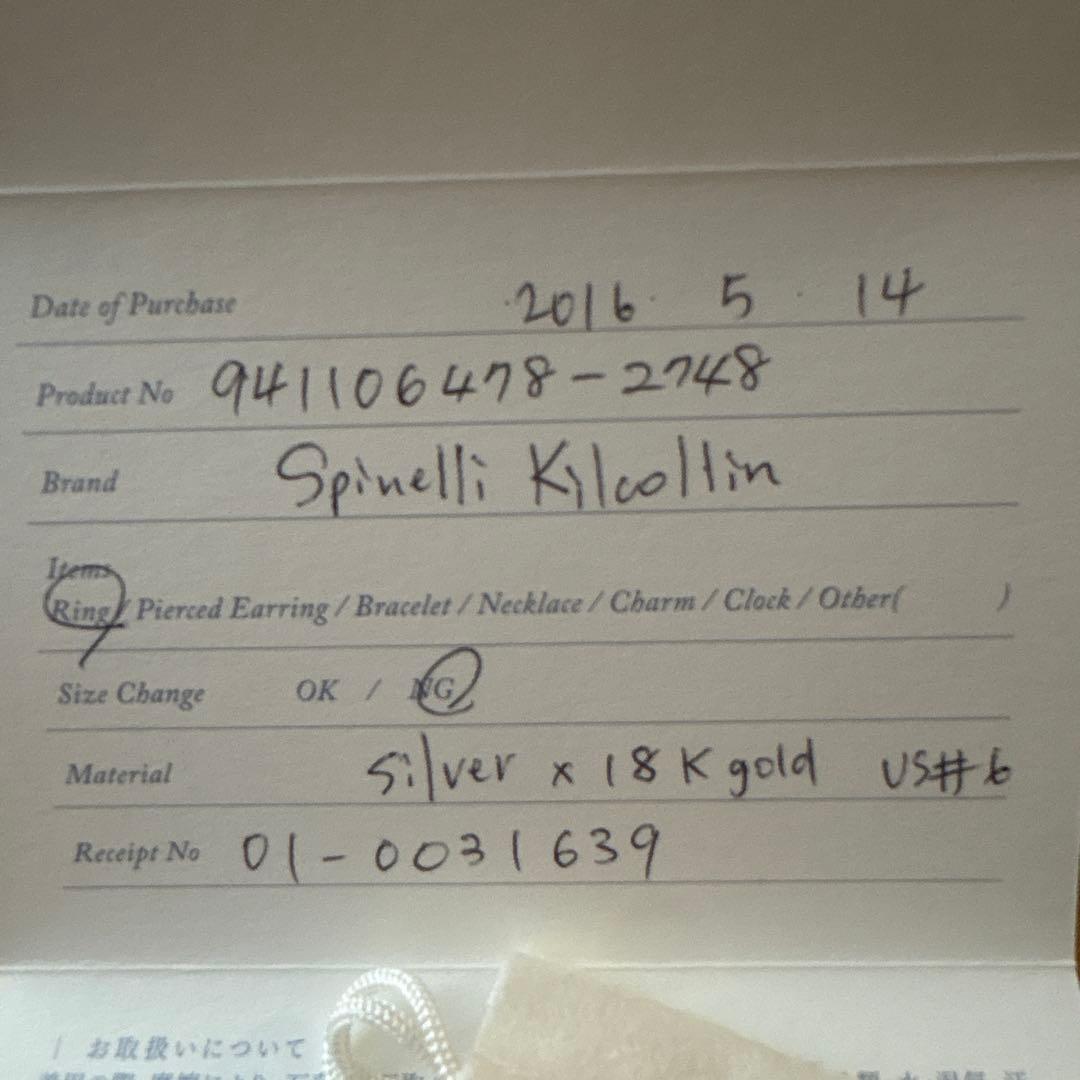 Date of Purchase 2016. 5. 14
Product No 941106478-2748
Brand Spinelli Kilcollin
Items
Ring / Pierced Earring / Bracelet / Necklace / Charm / Clock / Other( )
Size Change OK / NG
Material Silver x 18K gold US#6
Receipt No 01-0031639
お取扱いについて